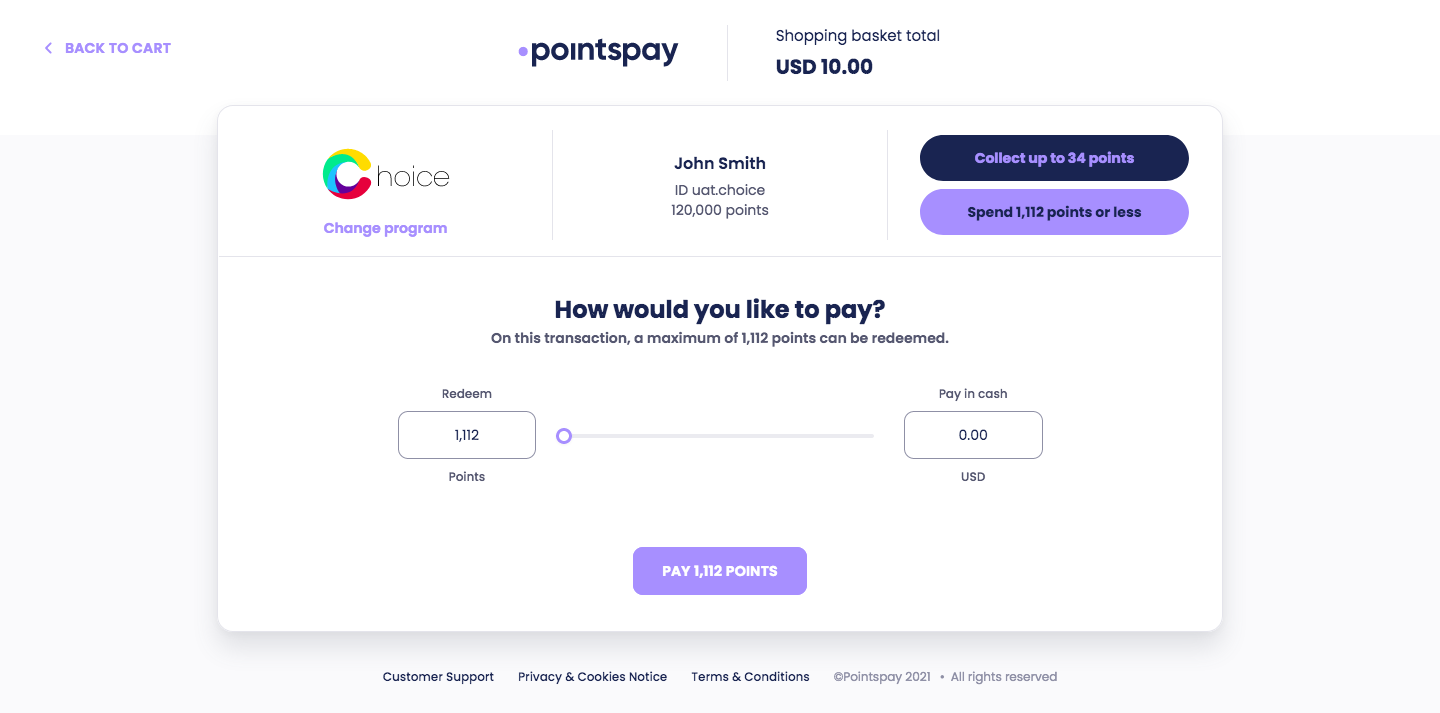 BACK TO CART
pointspay
Shopping basket total
USD 10.00
Choice
Change program
John Smith
ID uat.choice
120,000 points
Collect up to 34 points
Spend 1,112 points or less
How would you like to pay?
On this transaction, a maximum of 1,112 points can be redeemed.
Redeem
1,112
Points
Pay in cash
0.00
USD
PAY 1,112 POINTS
Customer Support Privacy & Cookies Notice Terms & Conditions ©Pointspay 2021 • All rights reserved